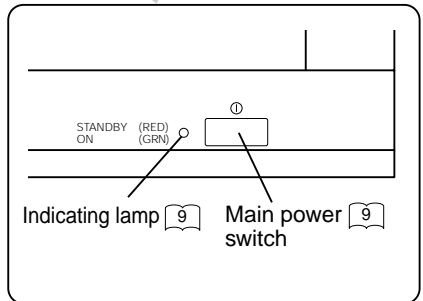 STANDBY (RED)
ON (GRN)
Indicating lamp 9
Main power 9
switch